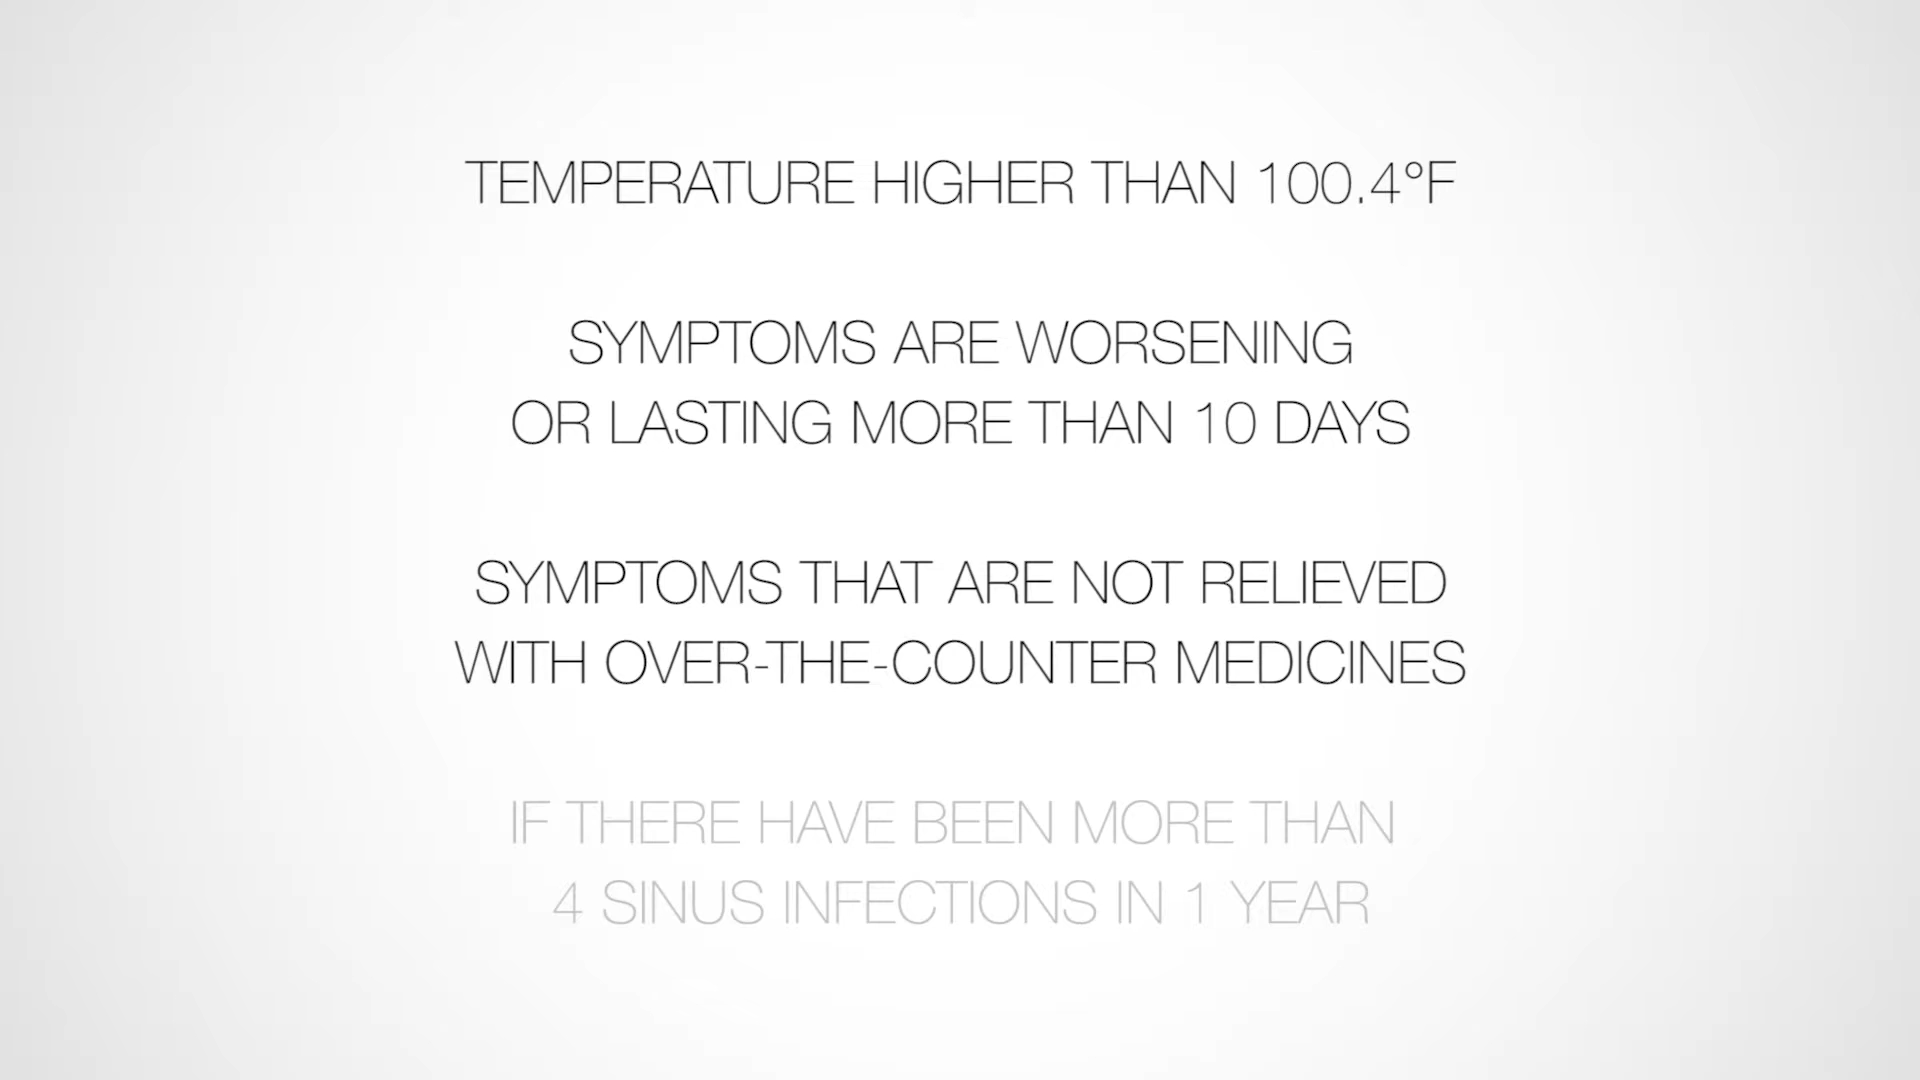 TEMPERATURE HIGHER THAN 100.4°F
SYMPTOMS ARE WORSENING
OR LASTING MORE THAN 10 DAYS
SYMPTOMS THAT ARE NOT RELIEVED
WITH OVER-THE-COUNTER MEDICINES
IF THERE HAVE BEEN MORE THAN
4 SINUS INFECTIONS IN 1 YEAR